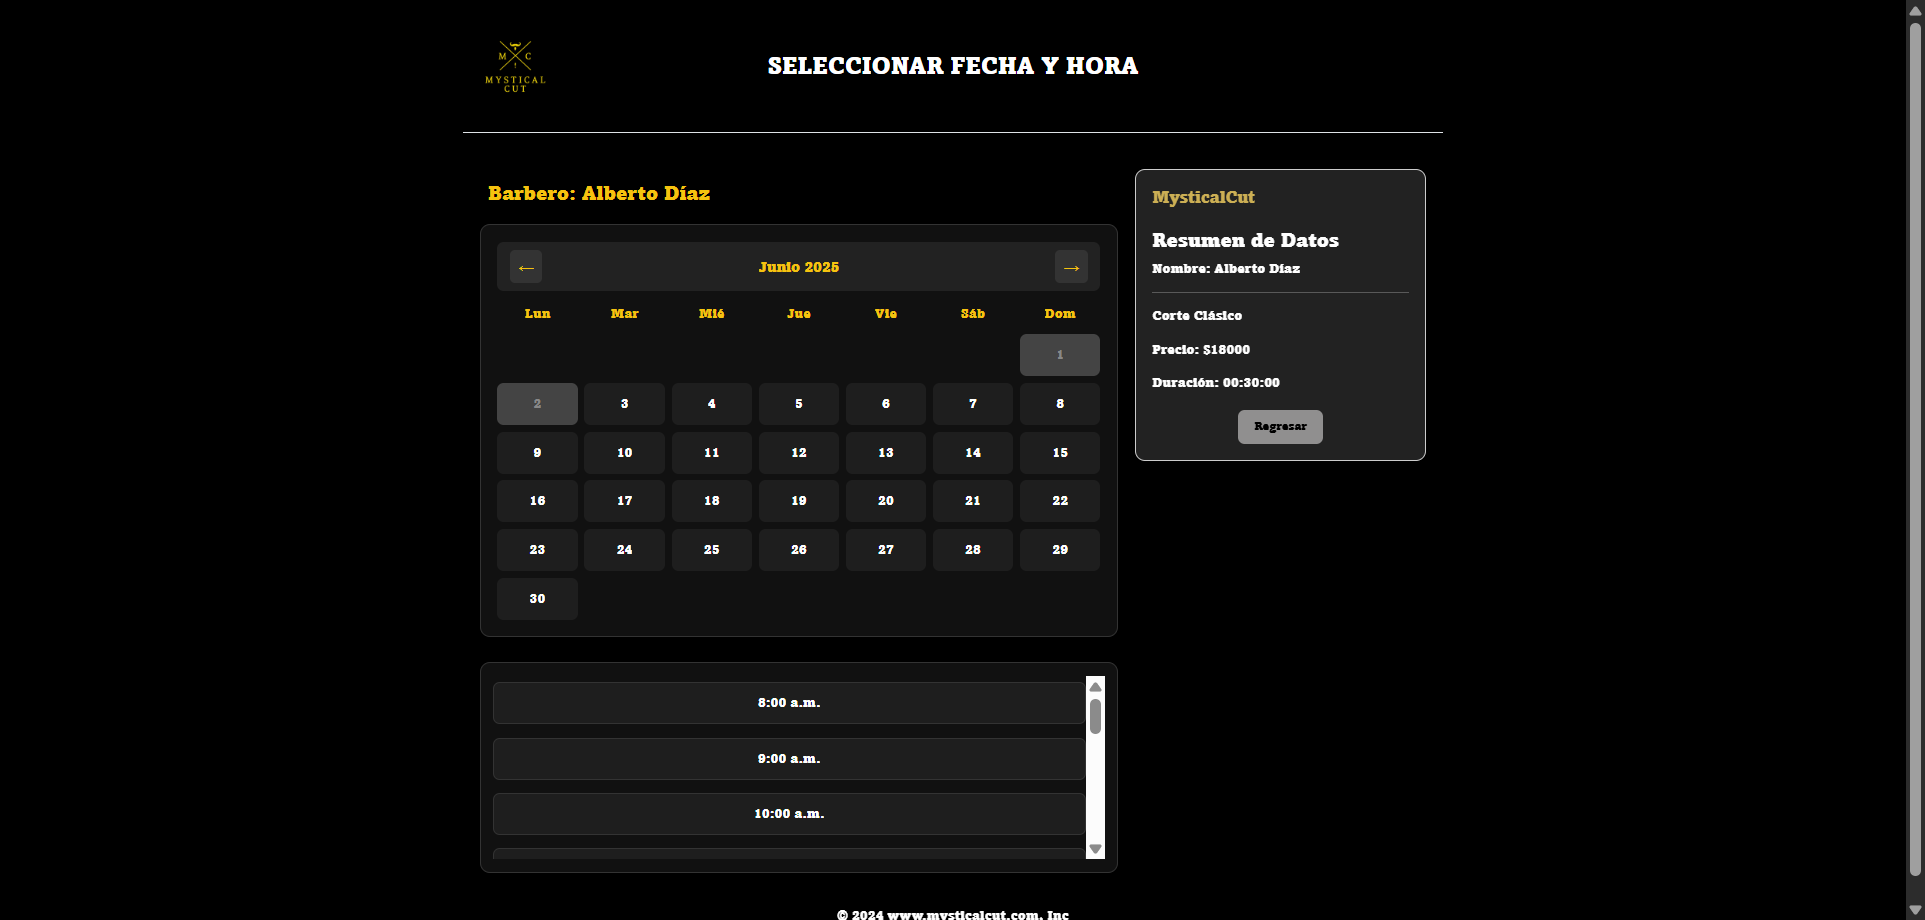 M C
MYSTICAL
CUT
SELECCIONAR FECHA Y HORA
Barbero: Alberto Díaz
← Junio 2025 →
Lun Mar Mié Jue Vie Sáb Dom
1
2 3 4 5 6 7 8
9 10 11 12 13 14 15
16 17 18 19 20 21 22
23 24 25 26 27 28 29
30
8:00 a.m.
9:00 a.m.
10:00 a.m.
MysticalCut
Resumen de Datos
Nombre: Alberto Díaz
Corte Clásico
Precio: $18000
Duración: 00:30:00
Regresar
© 2024 www.mysticalcut.com, Inc